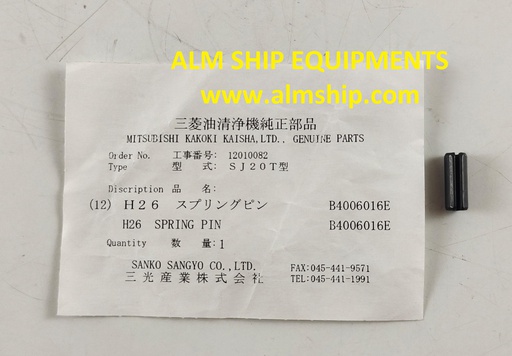 ALM SHIP EQUIPMENTS
www.almship.com
三菱油清浄機純正部品
MITSUBISHI KAKOKI KAISHA,LTD., GENUINE PARTS
Order No. 工事番号: 12010082
Type 型 式: SJ20T型
Discription 品 名:
(12) H26 スプリングピン B4006016E
H26 SPRING PIN B4006016E
Quantity 数 量:1
SANKO SANGYO CO.,LTD. FAX:045-441-9571
三光産業株式会社 TEL:045-441-1991